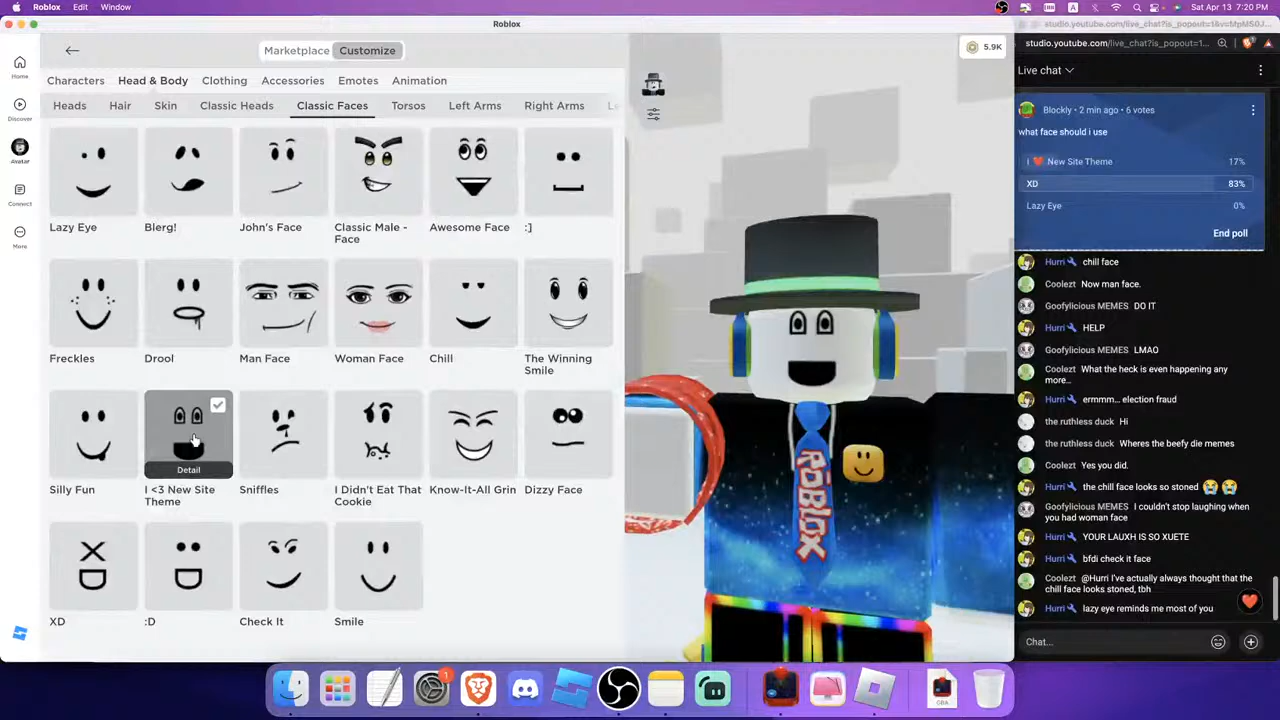 Roblox Edit Window
A
Sat Apr 13 7:20 PM
Roblox
Marketplace Customize
5.9K
Home
Discover
Avatar
Connect
More
Characters Head & Body Clothing Accessories Emotes Animation
Heads Hair Skin Classic Heads Classic Faces Torsos Left Arms Right Arms Le
Lazy Eye
Blerg!
John's Face
Classic Male -
Face
Awesome Face
:]
Freckles
Drool
Man Face
Woman Face
Chill
The Winning
Smile
Detail
Silly Fun
I <3 New Site
Theme
Sniffles
I Didn't Eat That
Cookie
Know-It-All Grin
Dizzy Face
XD
:D
Check It
Smile
ROBLOX
studio.youtube.com/live_chat?is_popout=1...
Live chat
Blockly • 2 min ago • 6 votes
what face should i use
I ❤️ New Site Theme 17%
XD 83%
Lazy Eye 0%
End poll
Hurri chill face
Coolezt Now man face.
Goofylicious MEMES DO IT
Hurri HELP
Goofylicious MEMES LMAO
Coolezt What the heck is even happening any
more...
Hurri ermmm... election fraud
the ruthless duck Hi
the ruthless duck Wheres the beefy die memes
Coolezt Yes you did.
Hurri the chill face looks so stoned 😭😭
Goofylicious MEMES I couldn't stop laughing when
you had woman face
Hurri YOUR LAUXH IS SO XUETE
Hurri bfdi check it face
Coolezt @Hurri I've actually always thought that the
chill face looks stoned, tbh
Hurri lazy eye reminds me most of you
Chat...
1